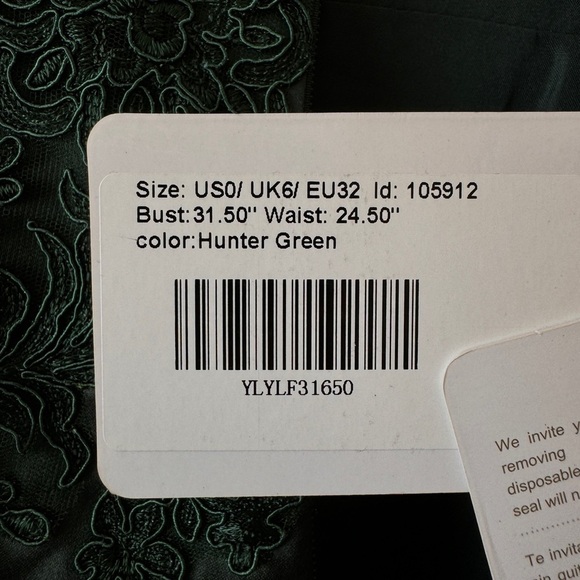 Size: US0/ UK6/ EU32 Id: 105912
Bust:31.50" Waist: 24.50"
color:Hunter Green
YLYLF31650
We invite
removing
disposable
seal will
Te